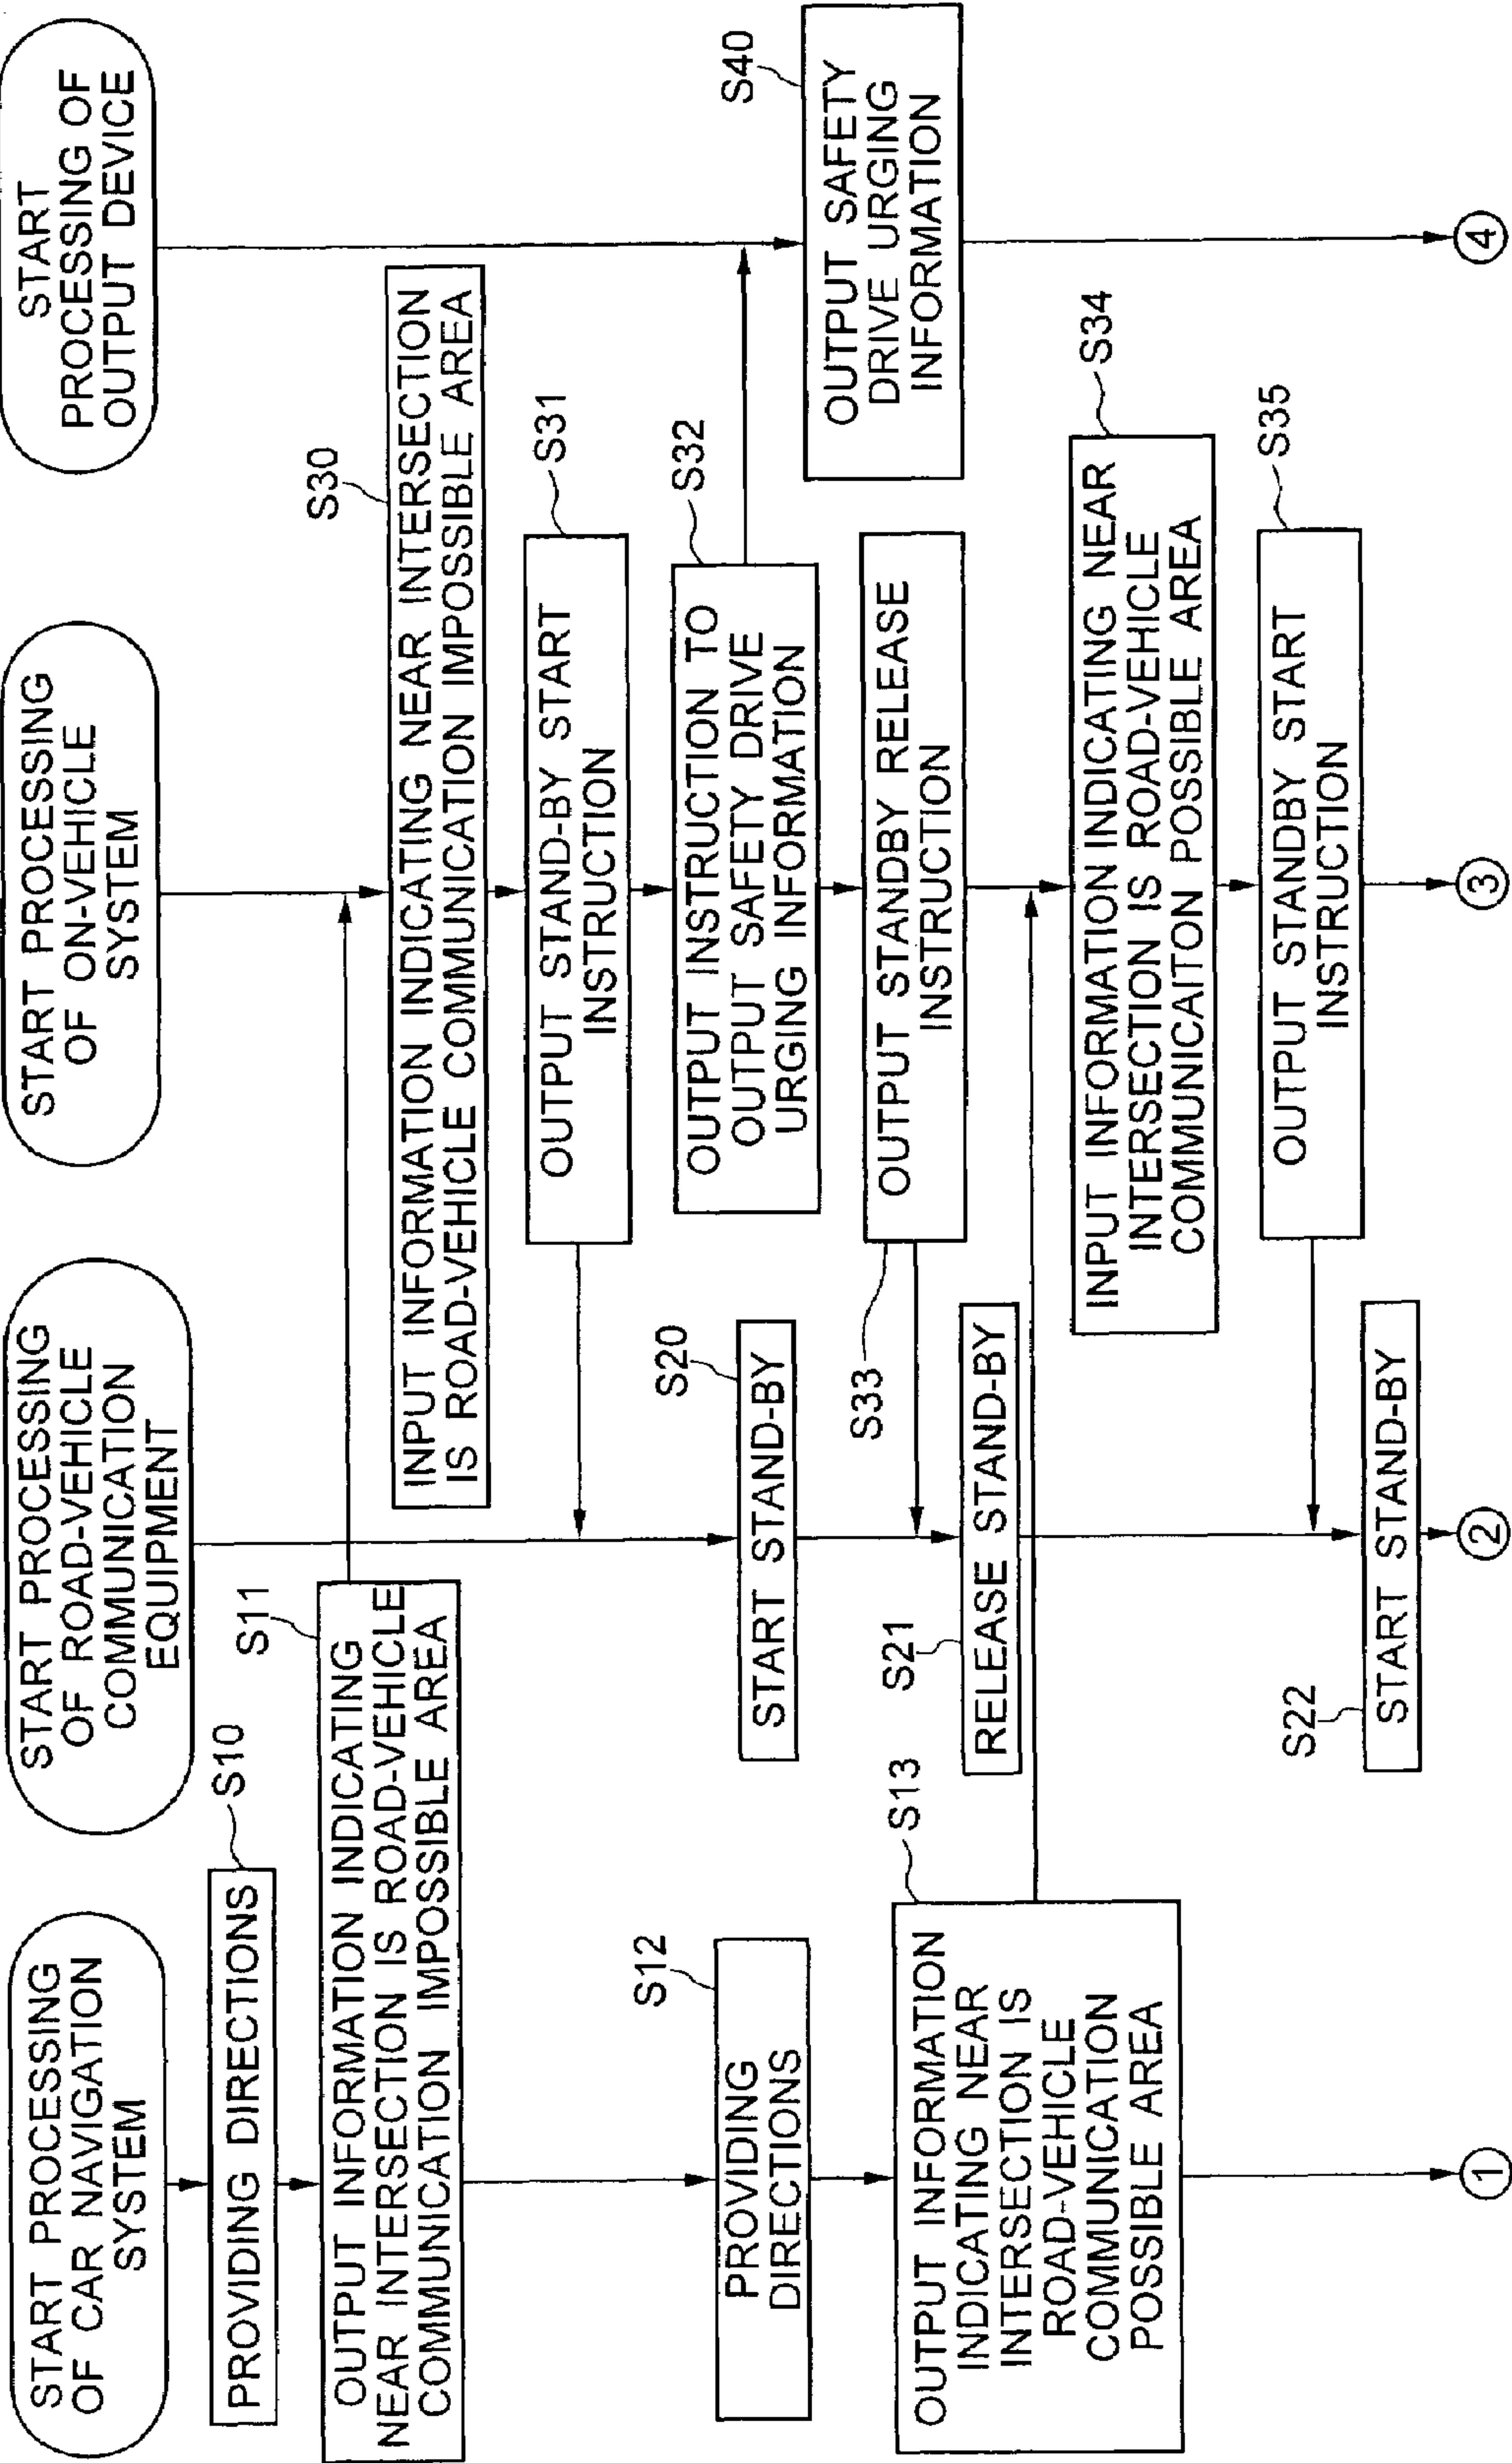 START PROCESSING
OF CAR NAVIGATION
SYSTEM
S10
PROVIDING DIRECTIONS
S11
OUTPUT INFORMATION INDICATING
NEAR INTERSECTION IS ROAD-VEHICLE
COMMUNICATION IMPOSSIBLE AREA
S12
PROVIDING
DIRECTIONS
S13
OUTPUT INFORMATION
INDICATING NEAR
INTERSECTION IS
ROAD-VEHICLE
COMMUNICATION
POSSIBLE AREA
1
START PROCESSING
OF ROAD-VEHICLE
COMMUNICATION
EQUIPMENT
S20
START STAND-BY
S21
RELEASE STAND-BY
S22
START STAND-BY
2
START PROCESSING
OF ON-VEHICLE
SYSTEM
S30
INPUT INFORMATION INDICATING NEAR INTERSECTION
IS ROAD-VEHICLE COMMUNICATION IMPOSSIBLE AREA
S31
OUTPUT STAND-BY START
INSTRUCTION
S32
OUTPUT INSTRUCTION TO
OUTPUT SAFETY DRIVE
URGING INFORMATION
S33
OUTPUT STANDBY RELEASE
INSTRUCTION
S34
INPUT INFORMATION INDICATING NEAR
INTERSECTION IS ROAD-VEHICLE
COMMUNICAITON POSSIBLE AREA
S35
OUTPUT STANDBY START
INSTRUCTION
3
START
PROCESSING OF
OUTPUT DEVICE
S40
OUTPUT SAFETY
DRIVE URGING
INFORMATION
4